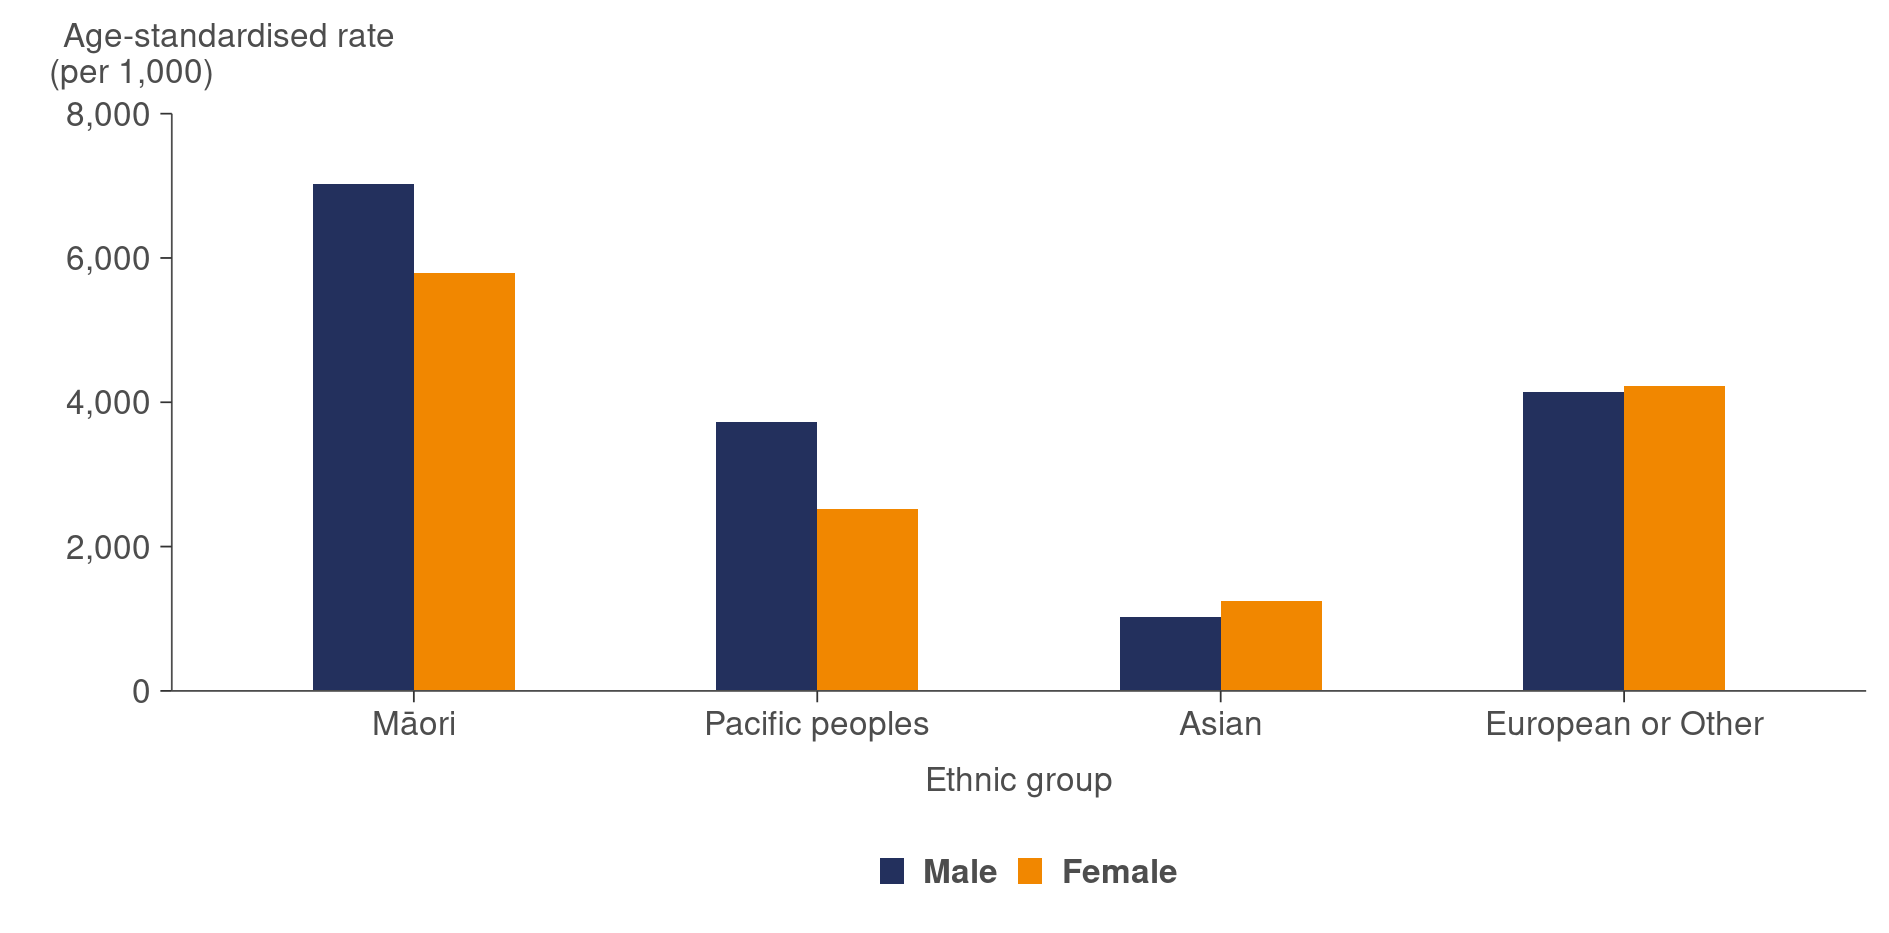 Age-standardised rate
(per 1,000)
8,000
6,000
4,000
2,000
0
Māori
Pacific peoples
Asian
European or Other
Ethnic group
Male
Female